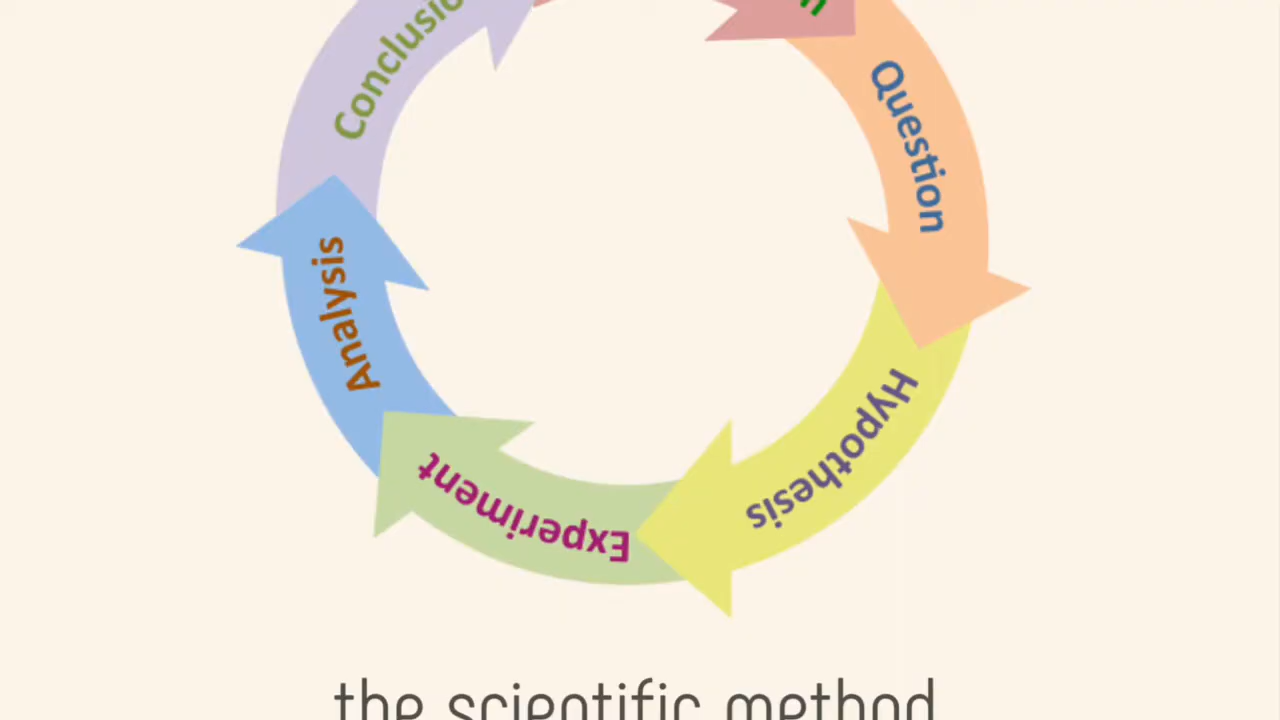 Question
Hypothesis
Experiment
Analysis
the scientific method